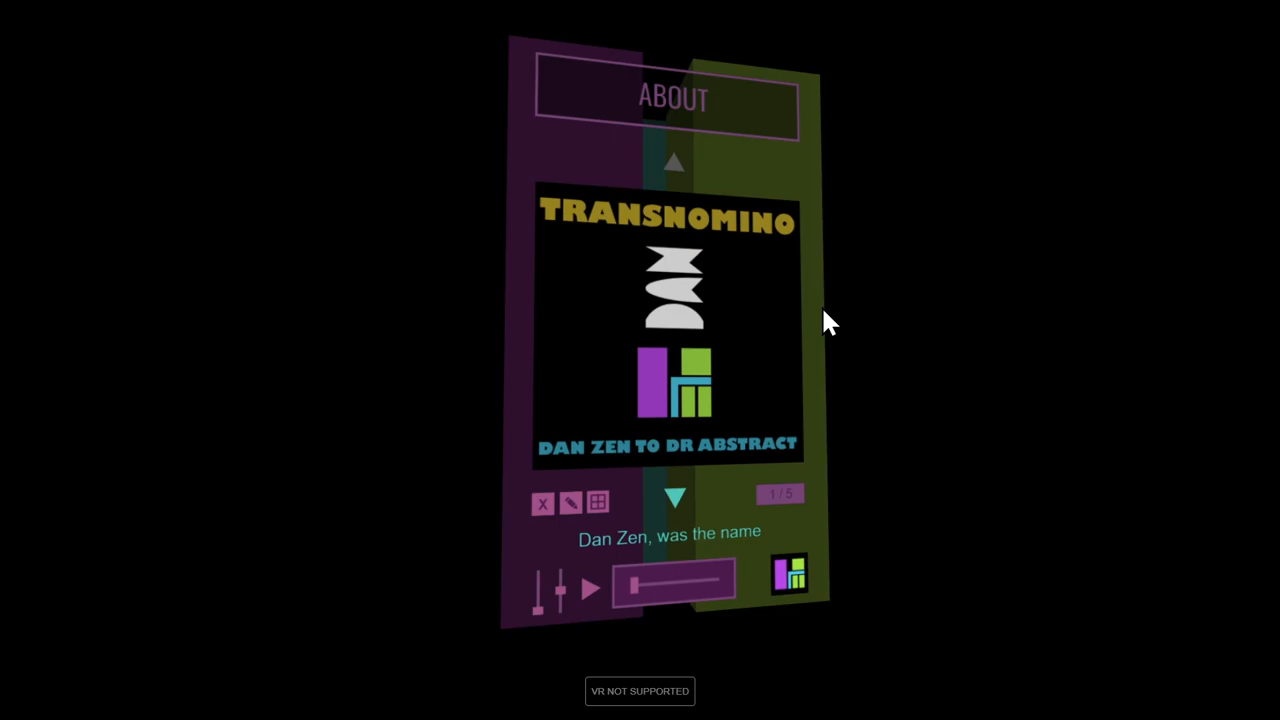 ABOUT
TRANSNOMINO
DAN ZEN TO DR ABSTRACT
X
1 / 5
Dan Zen, was the name
VR NOT SUPPORTED